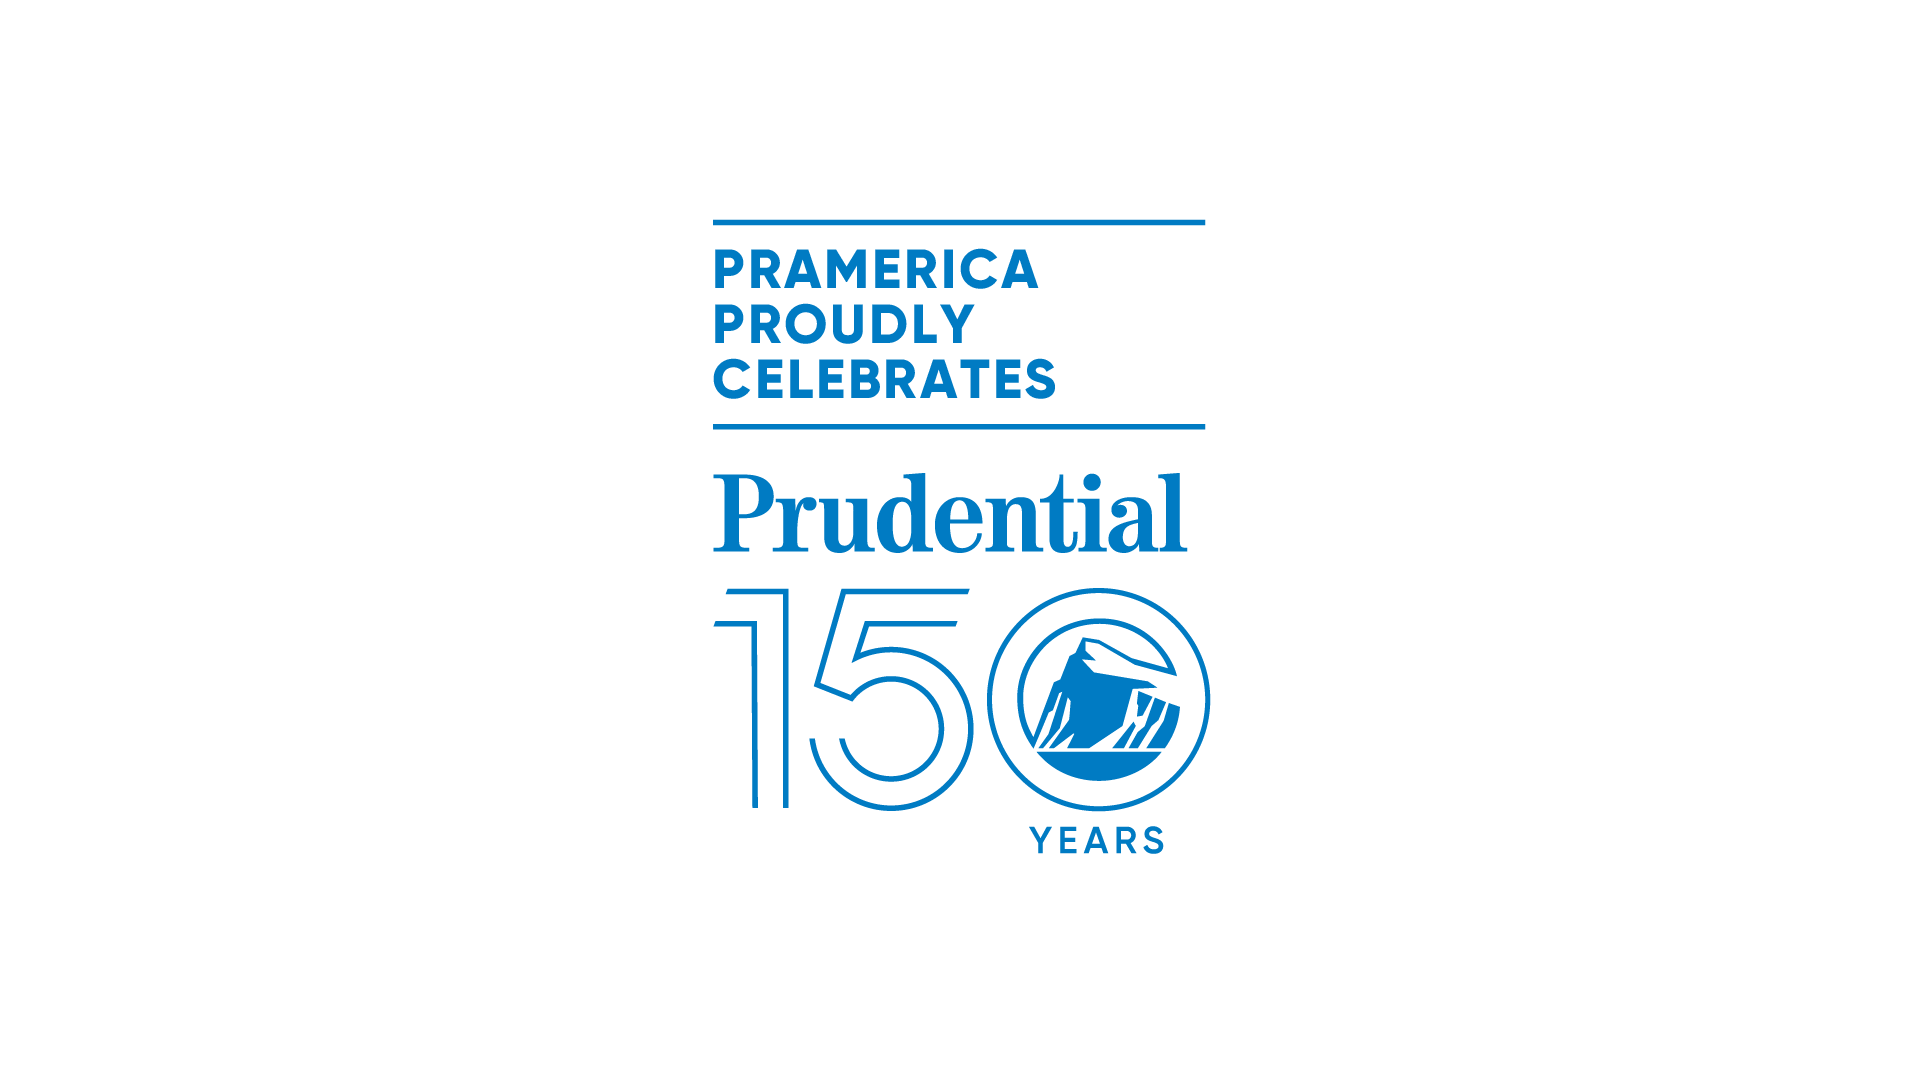 PRAMERICA
PROUDLY
CELEBRATES
Prudential
150
YEARS